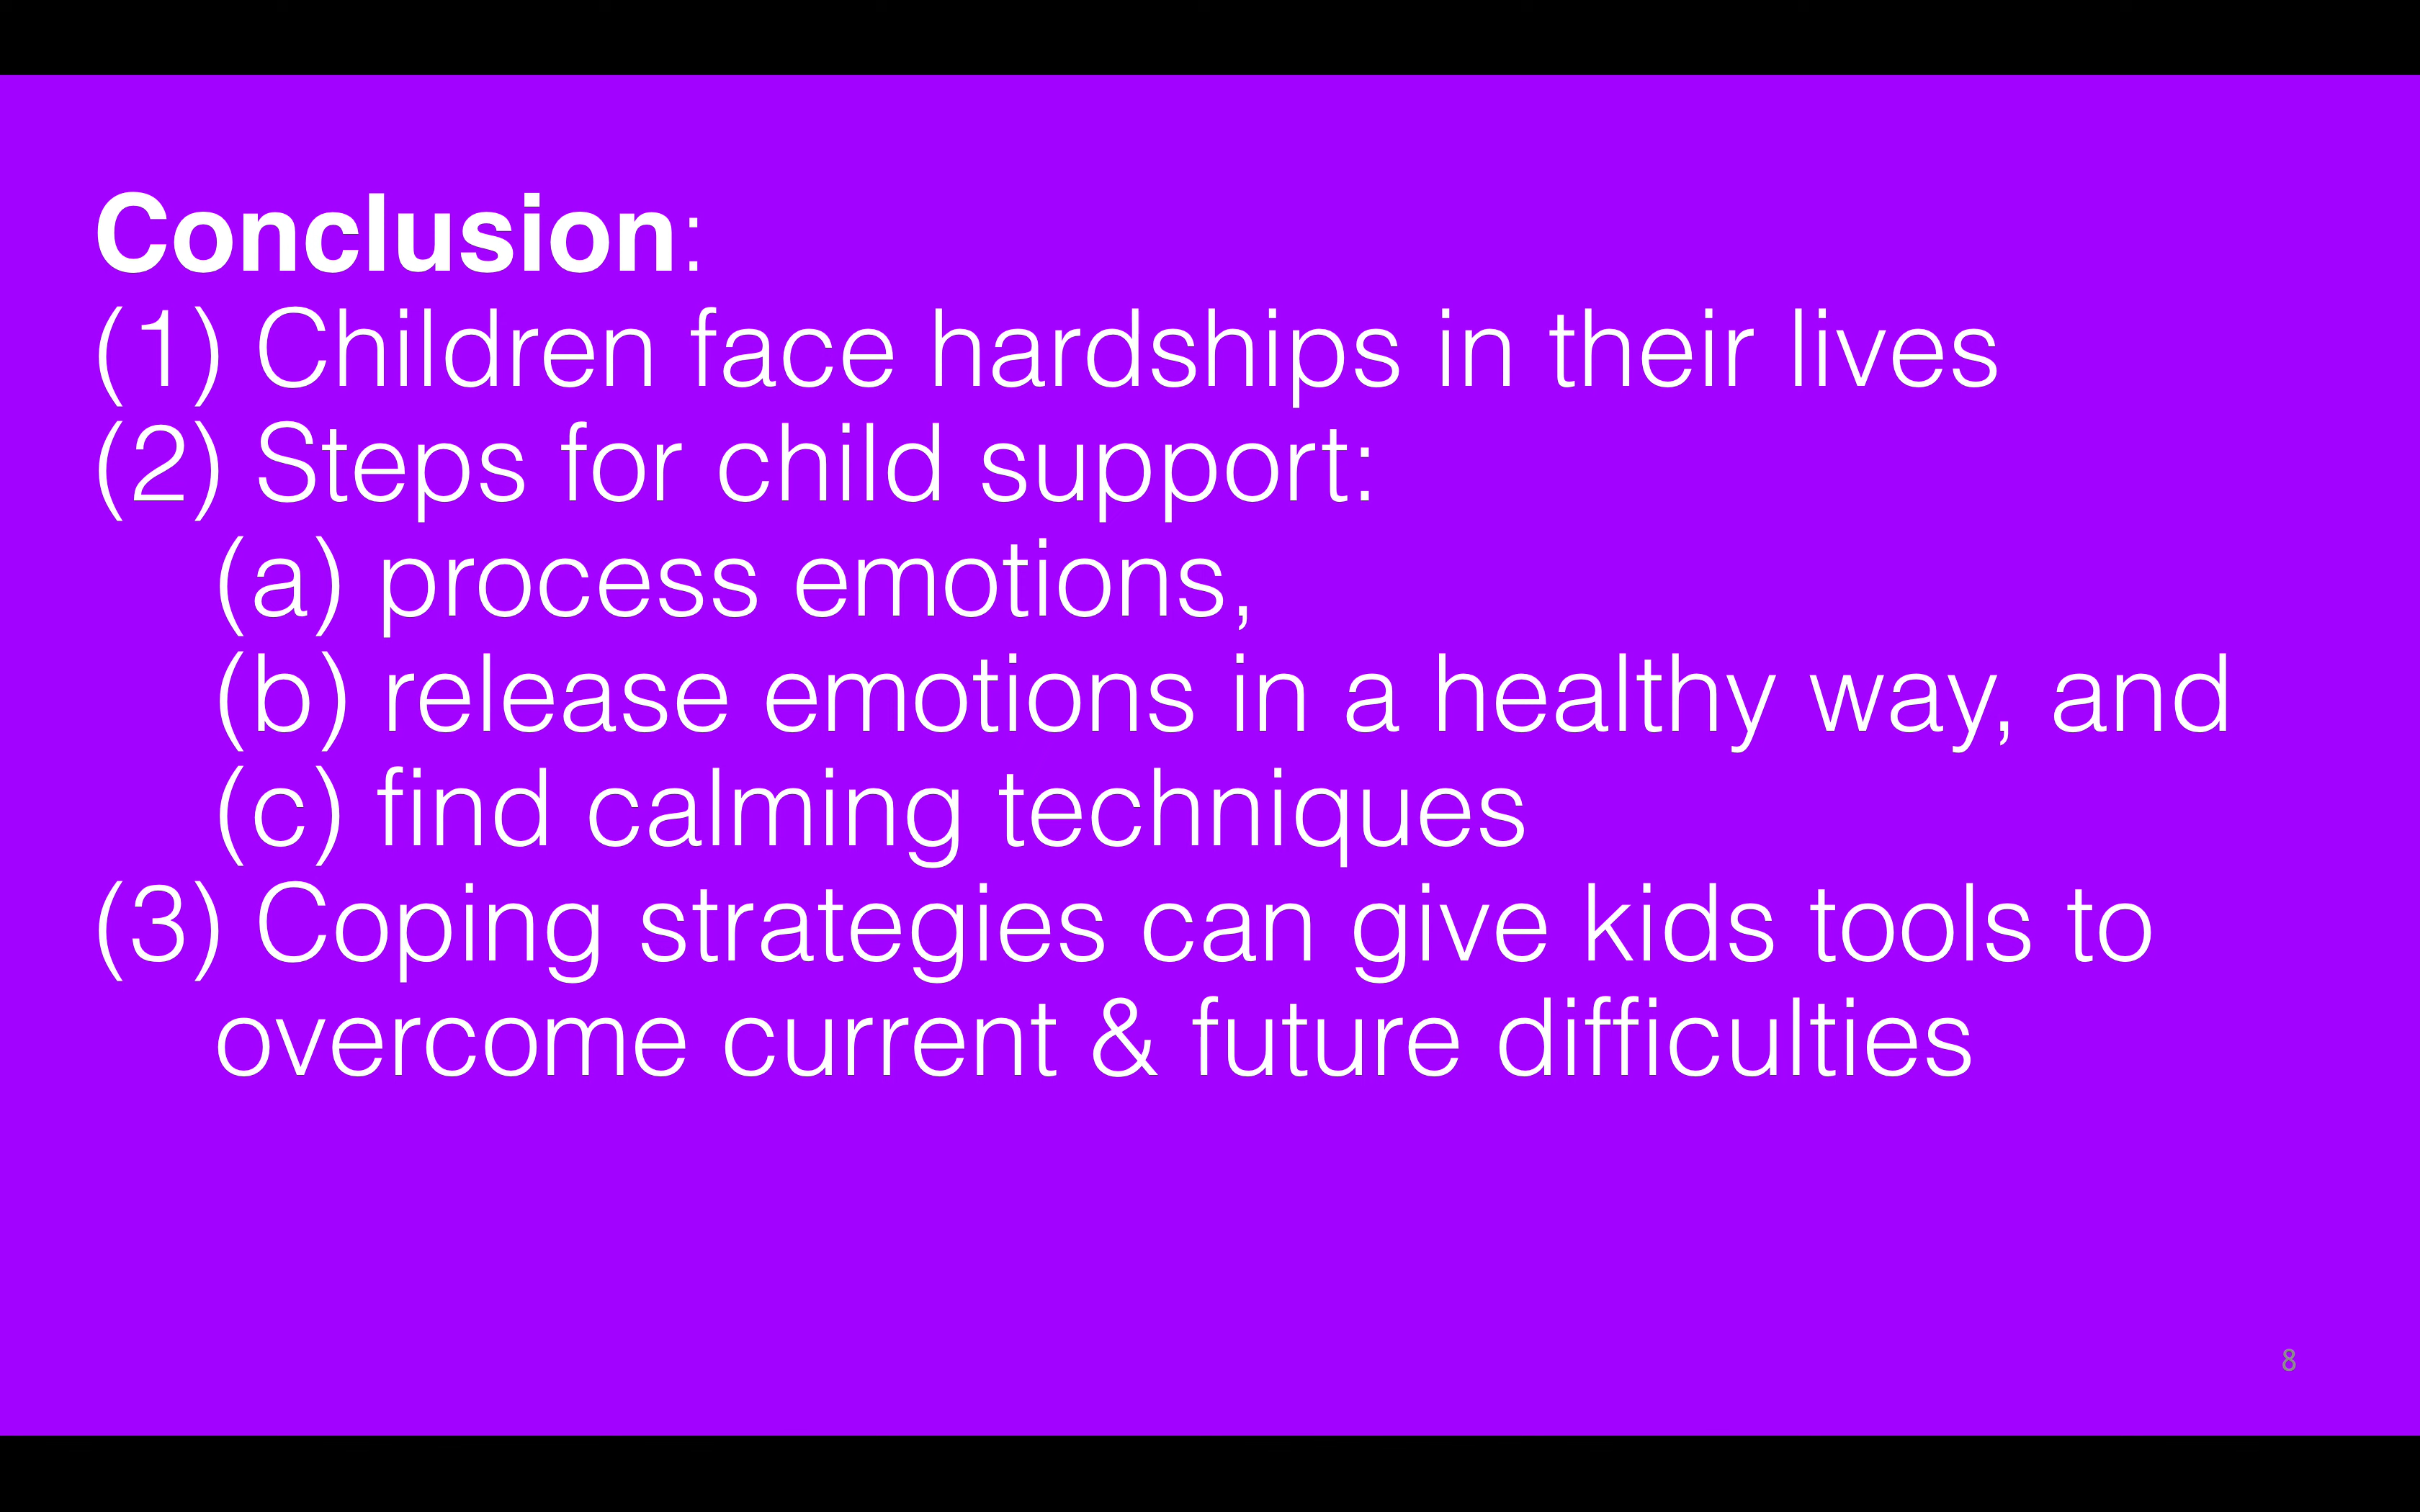 Conclusion:
(1) Children face hardships in their lives
(2) Steps for child support:
(a) process emotions,
(b) release emotions in a healthy way, and
(c) find calming techniques
(3) Coping strategies can give kids tools to
overcome current & future difficulties
8